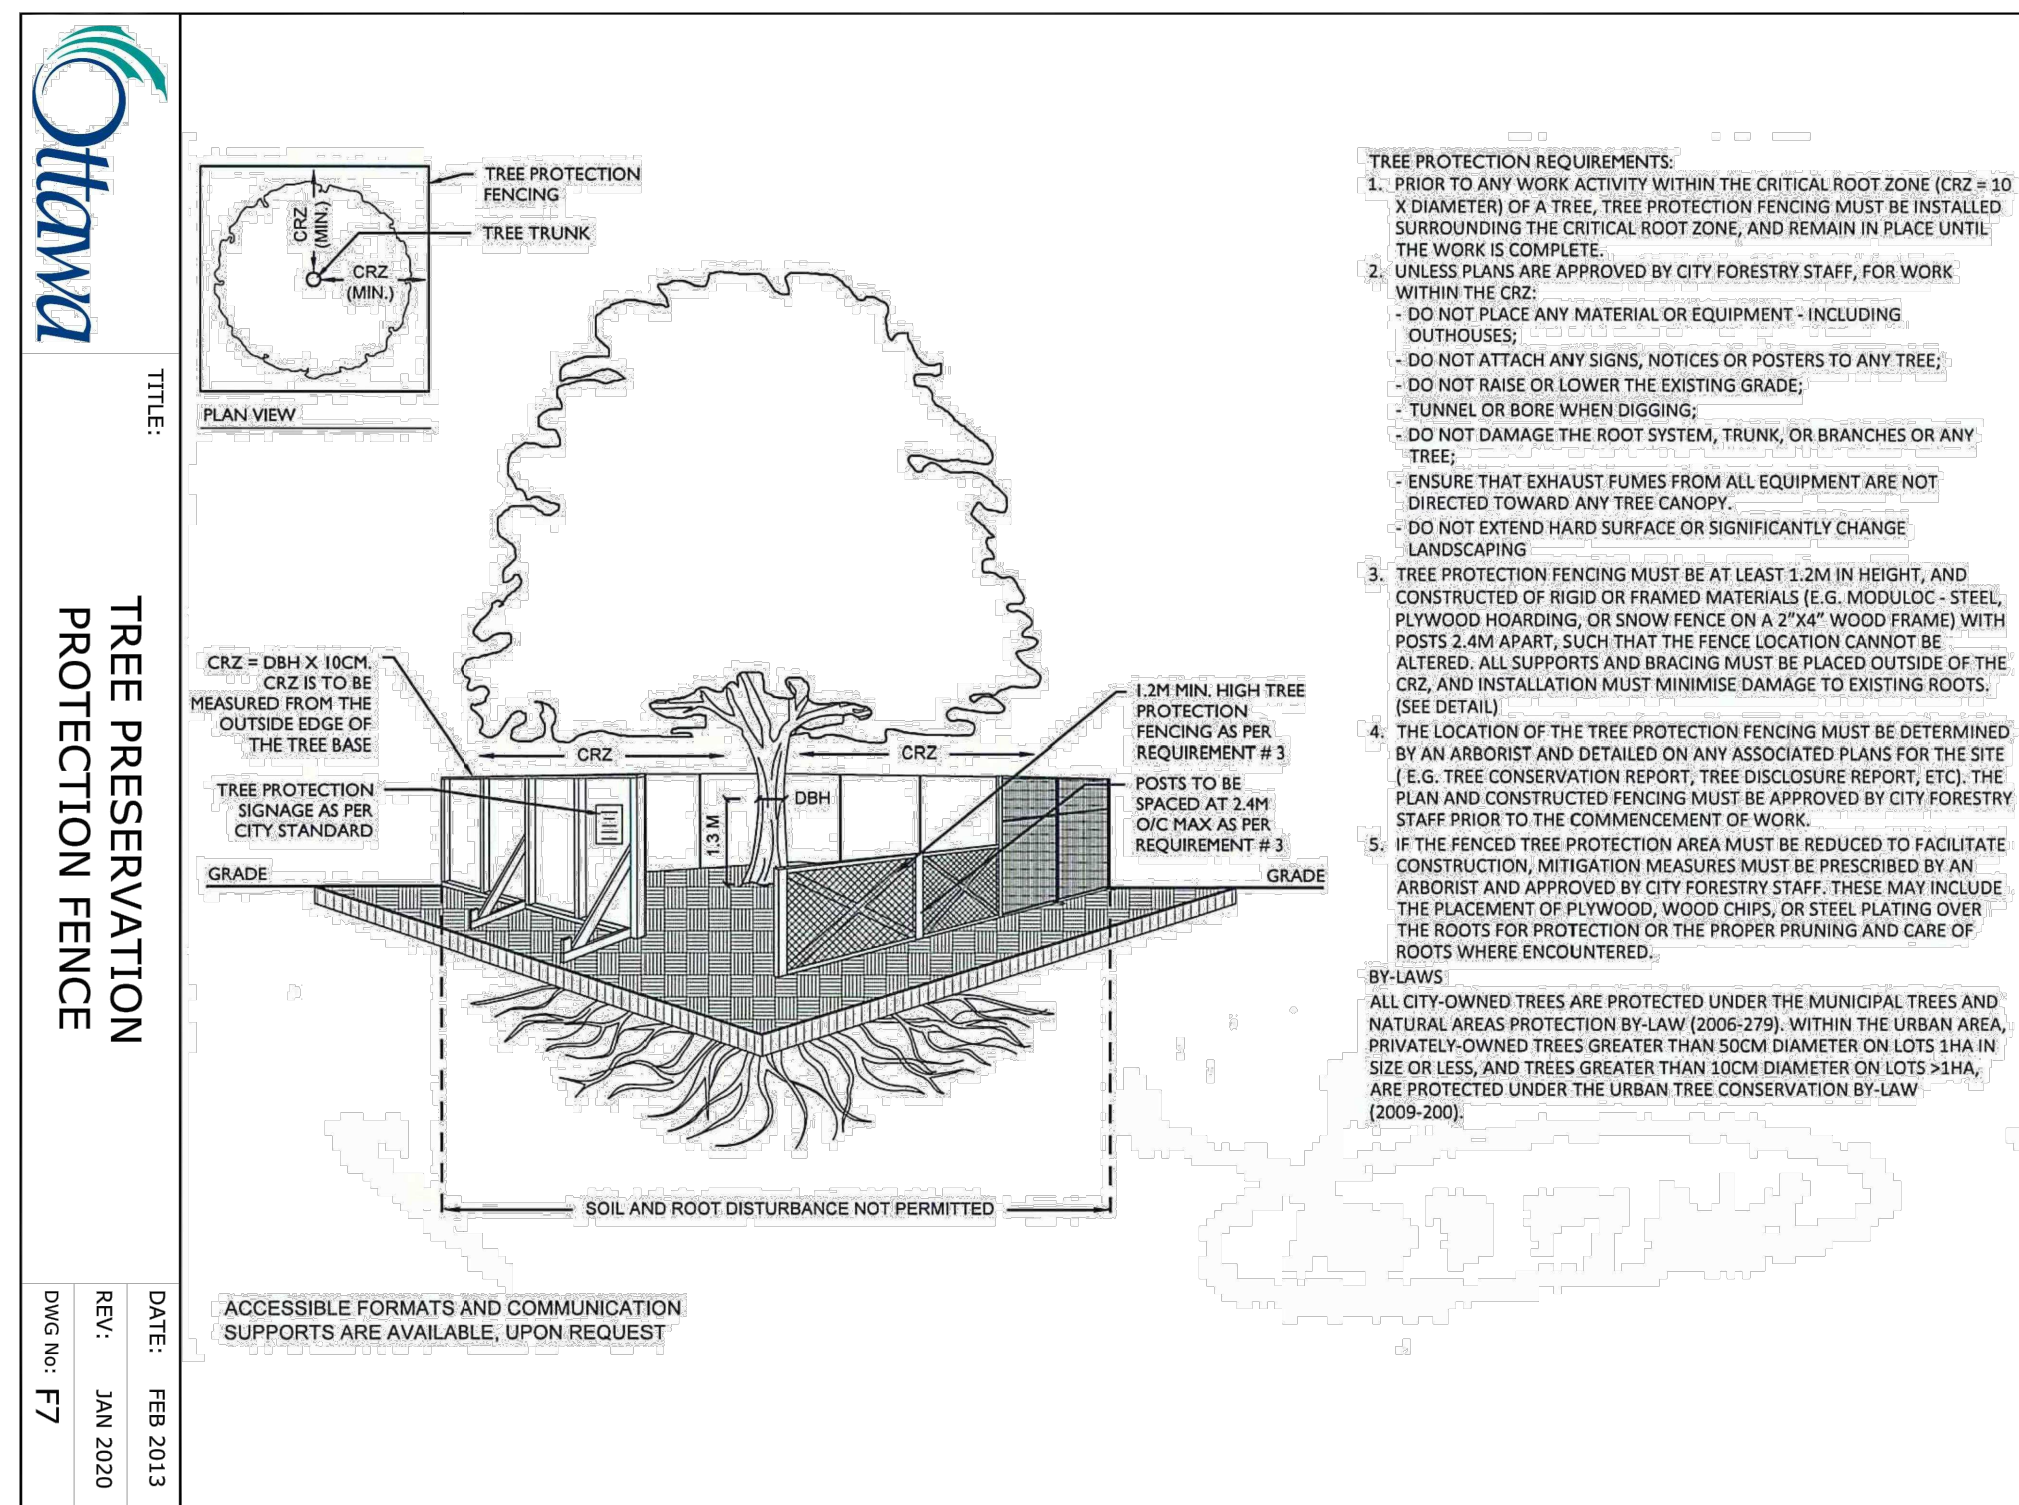 Ottawa
TITLE:
TREE PRESERVATION
PROTECTION FENCE
DATE: FEB 2013
REV: JAN 2020
DWG No: F7
TREE PROTECTION
FENCING
TREE TRUNK
CRZ
(MIN.)
CRZ
(MIN.)
PLAN VIEW
CRZ = DBH X 10CM.
CRZ IS TO BE
MEASURED FROM THE
OUTSIDE EDGE OF
THE TREE BASE
TREE PROTECTION
SIGNAGE AS PER
CITY STANDARD
GRADE
CRZ
CRZ
DBH
1.3 M
1.2M MIN. HIGH TREE
PROTECTION
FENCING AS PER
REQUIREMENT # 3
POSTS TO BE
SPACED AT 2.4M
O/C MAX AS PER
REQUIREMENT # 3
GRADE
SOIL AND ROOT DISTURBANCE NOT PERMITTED
ACCESSIBLE FORMATS AND COMMUNICATION
SUPPORTS ARE AVAILABLE, UPON REQUEST
TREE PROTECTION REQUIREMENTS:
1. PRIOR TO ANY WORK ACTIVITY WITHIN THE CRITICAL ROOT ZONE (CRZ = 10
X DIAMETER) OF A TREE, TREE PROTECTION FENCING MUST BE INSTALLED
SURROUNDING THE CRITICAL ROOT ZONE, AND REMAIN IN PLACE UNTIL
THE WORK IS COMPLETE.
2. UNLESS PLANS ARE APPROVED BY CITY FORESTRY STAFF, FOR WORK
WITHIN THE CRZ:
- DO NOT PLACE ANY MATERIAL OR EQUIPMENT - INCLUDING
OUTHOUSES;
- DO NOT ATTACH ANY SIGNS, NOTICES OR POSTERS TO ANY TREE;
- DO NOT RAISE OR LOWER THE EXISTING GRADE;
- TUNNEL OR BORE WHEN DIGGING;
- DO NOT DAMAGE THE ROOT SYSTEM, TRUNK, OR BRANCHES OR ANY
TREE;
- ENSURE THAT EXHAUST FUMES FROM ALL EQUIPMENT ARE NOT
DIRECTED TOWARD ANY TREE CANOPY.
- DO NOT EXTEND HARD SURFACE OR SIGNIFICANTLY CHANGE
LANDSCAPING
3. TREE PROTECTION FENCING MUST BE AT LEAST 1.2M IN HEIGHT, AND
CONSTRUCTED OF RIGID OR FRAMED MATERIALS (E.G. MODULOC - STEEL,
PLYWOOD HOARDING, OR SNOW FENCE ON A 2"X4" WOOD FRAME) WITH
POSTS 2.4M APART, SUCH THAT THE FENCE LOCATION CANNOT BE
ALTERED. ALL SUPPORTS AND BRACING MUST BE PLACED OUTSIDE OF THE
CRZ, AND INSTALLATION MUST MINIMISE DAMAGE TO EXISTING ROOTS.
(SEE DETAIL)
4. THE LOCATION OF THE TREE PROTECTION FENCING MUST BE DETERMINED
BY AN ARBORIST AND DETAILED ON ANY ASSOCIATED PLANS FOR THE SITE
( E.G. TREE CONSERVATION REPORT, TREE DISCLOSURE REPORT, ETC). THE
PLAN AND CONSTRUCTED FENCING MUST BE APPROVED BY CITY FORESTRY
STAFF PRIOR TO THE COMMENCEMENT OF WORK.
5. IF THE FENCED TREE PROTECTION AREA MUST BE REDUCED TO FACILITATE
CONSTRUCTION, MITIGATION MEASURES MUST BE PRESCRIBED BY AN
ARBORIST AND APPROVED BY CITY FORESTRY STAFF. THESE MAY INCLUDE
THE PLACEMENT OF PLYWOOD, WOOD CHIPS, OR STEEL PLATING OVER
THE ROOTS FOR PROTECTION OR THE PROPER PRUNING AND CARE OF
ROOTS WHERE ENCOUNTERED.
BY-LAWS
ALL CITY-OWNED TREES ARE PROTECTED UNDER THE MUNICIPAL TREES AND
NATURAL AREAS PROTECTION BY-LAW (2006-279). WITHIN THE URBAN AREA,
PRIVATELY-OWNED TREES GREATER THAN 50CM DIAMETER ON LOTS 1HA IN
SIZE OR LESS, AND TREES GREATER THAN 10CM DIAMETER ON LOTS >1HA,
ARE PROTECTED UNDER THE URBAN TREE CONSERVATION BY-LAW
(2009-200).